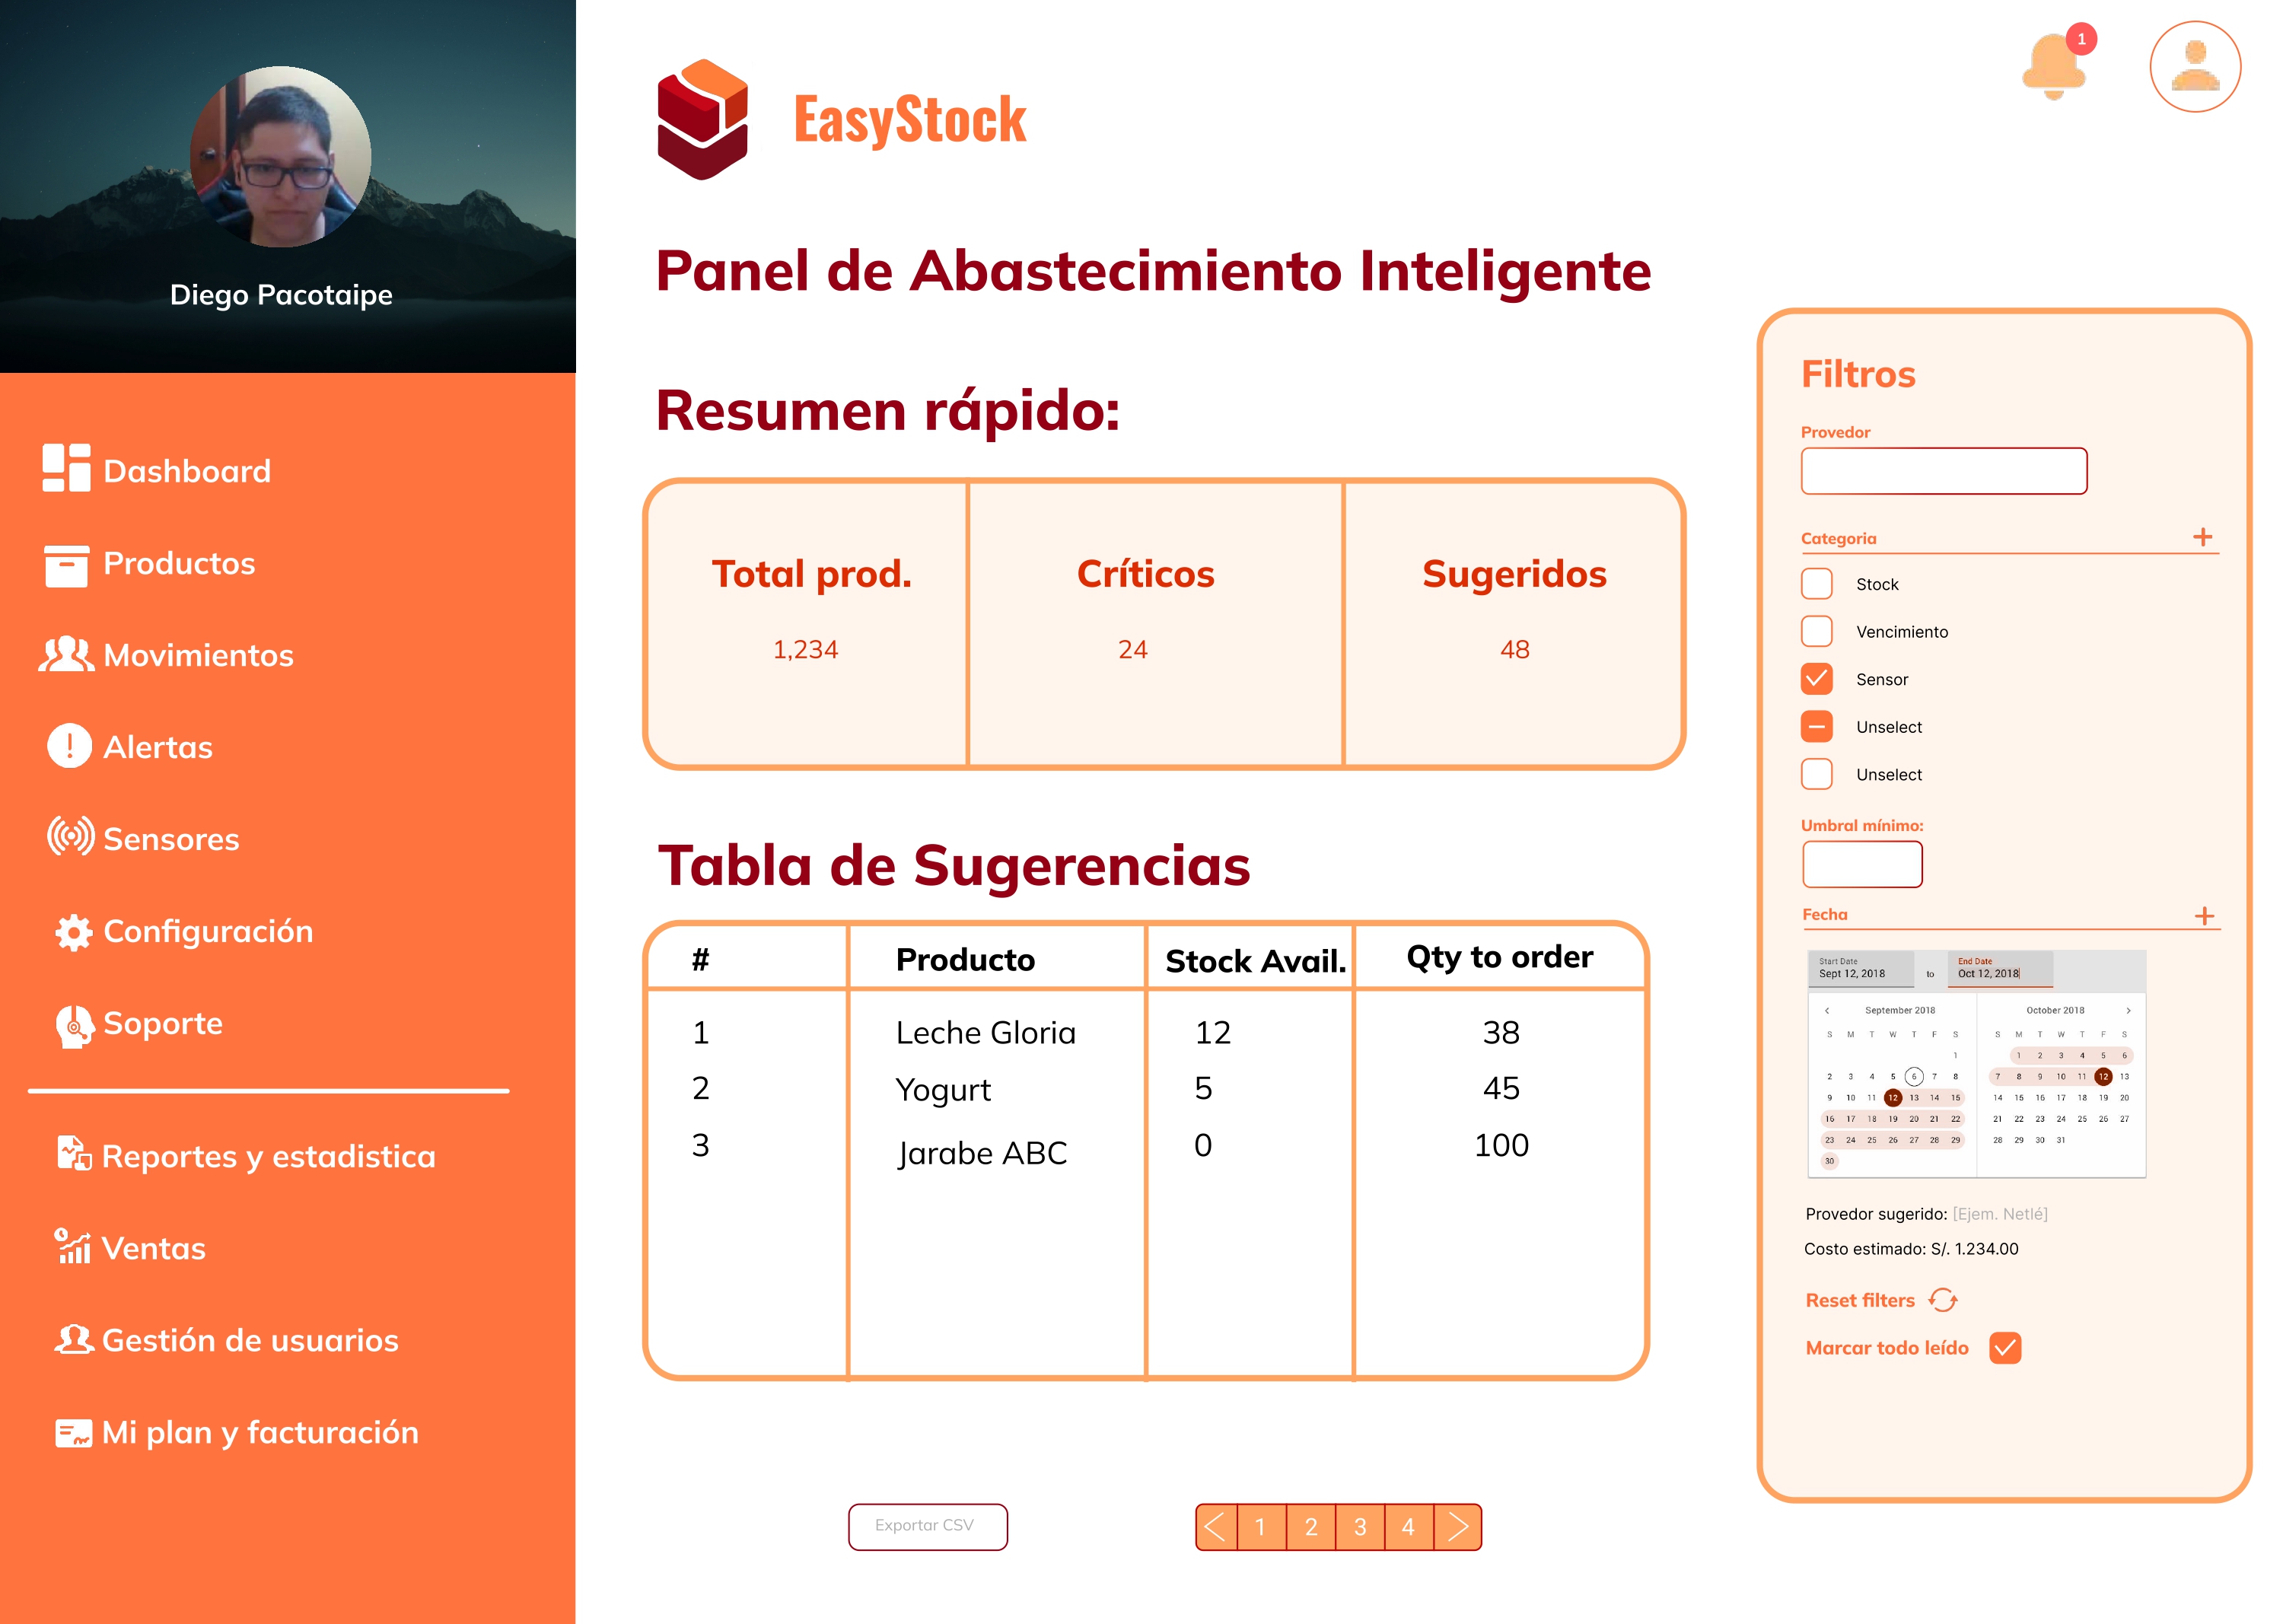 Diego Pacotaipe
Dashboard
Productos
Movimientos
Alertas
Sensores
Configuración
Soporte
Reportes y estadistica
Ventas
Gestión de usuarios
Mi plan y facturación
EasyStock
1
Panel de Abastecimiento Inteligente
Resumen rápido:
Total prod. Críticos Sugeridos
1,234 24 48
Tabla de Sugerencias
# Producto Stock Avail. Qty to order
1 Leche Gloria 12 38
2 Yogurt 5 45
3 Jarabe ABC 0 100
Exportar CSV
1 2 3 4
Filtros
Provedor
Categoria +
Stock
Vencimiento
Sensor
Unselect
Unselect
Umbral mínimo:
Fecha +
Start Date End Date
Sept 12, 2018 to Oct 12, 2018
September 2018 October 2018
S M T W T F S S M T W T F S
1 1 2 3 4 5 6
2 3 4 5 6 7 8 7 8 9 10 11 12 13
9 10 11 12 13 14 15 14 15 16 17 18 19 20
16 17 18 19 20 21 22 21 22 23 24 25 26 27
23 24 25 26 27 28 29 28 29 30 31
30
Provedor sugerido: [Ejem. Netlé]
Costo estimado: S/. 1.234.00
Reset filters
Marcar todo leído